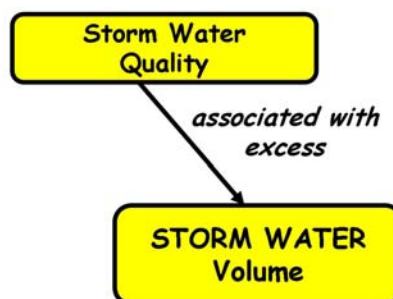 Storm Water
Quality
associated with
excess
STORM WATER
Volume